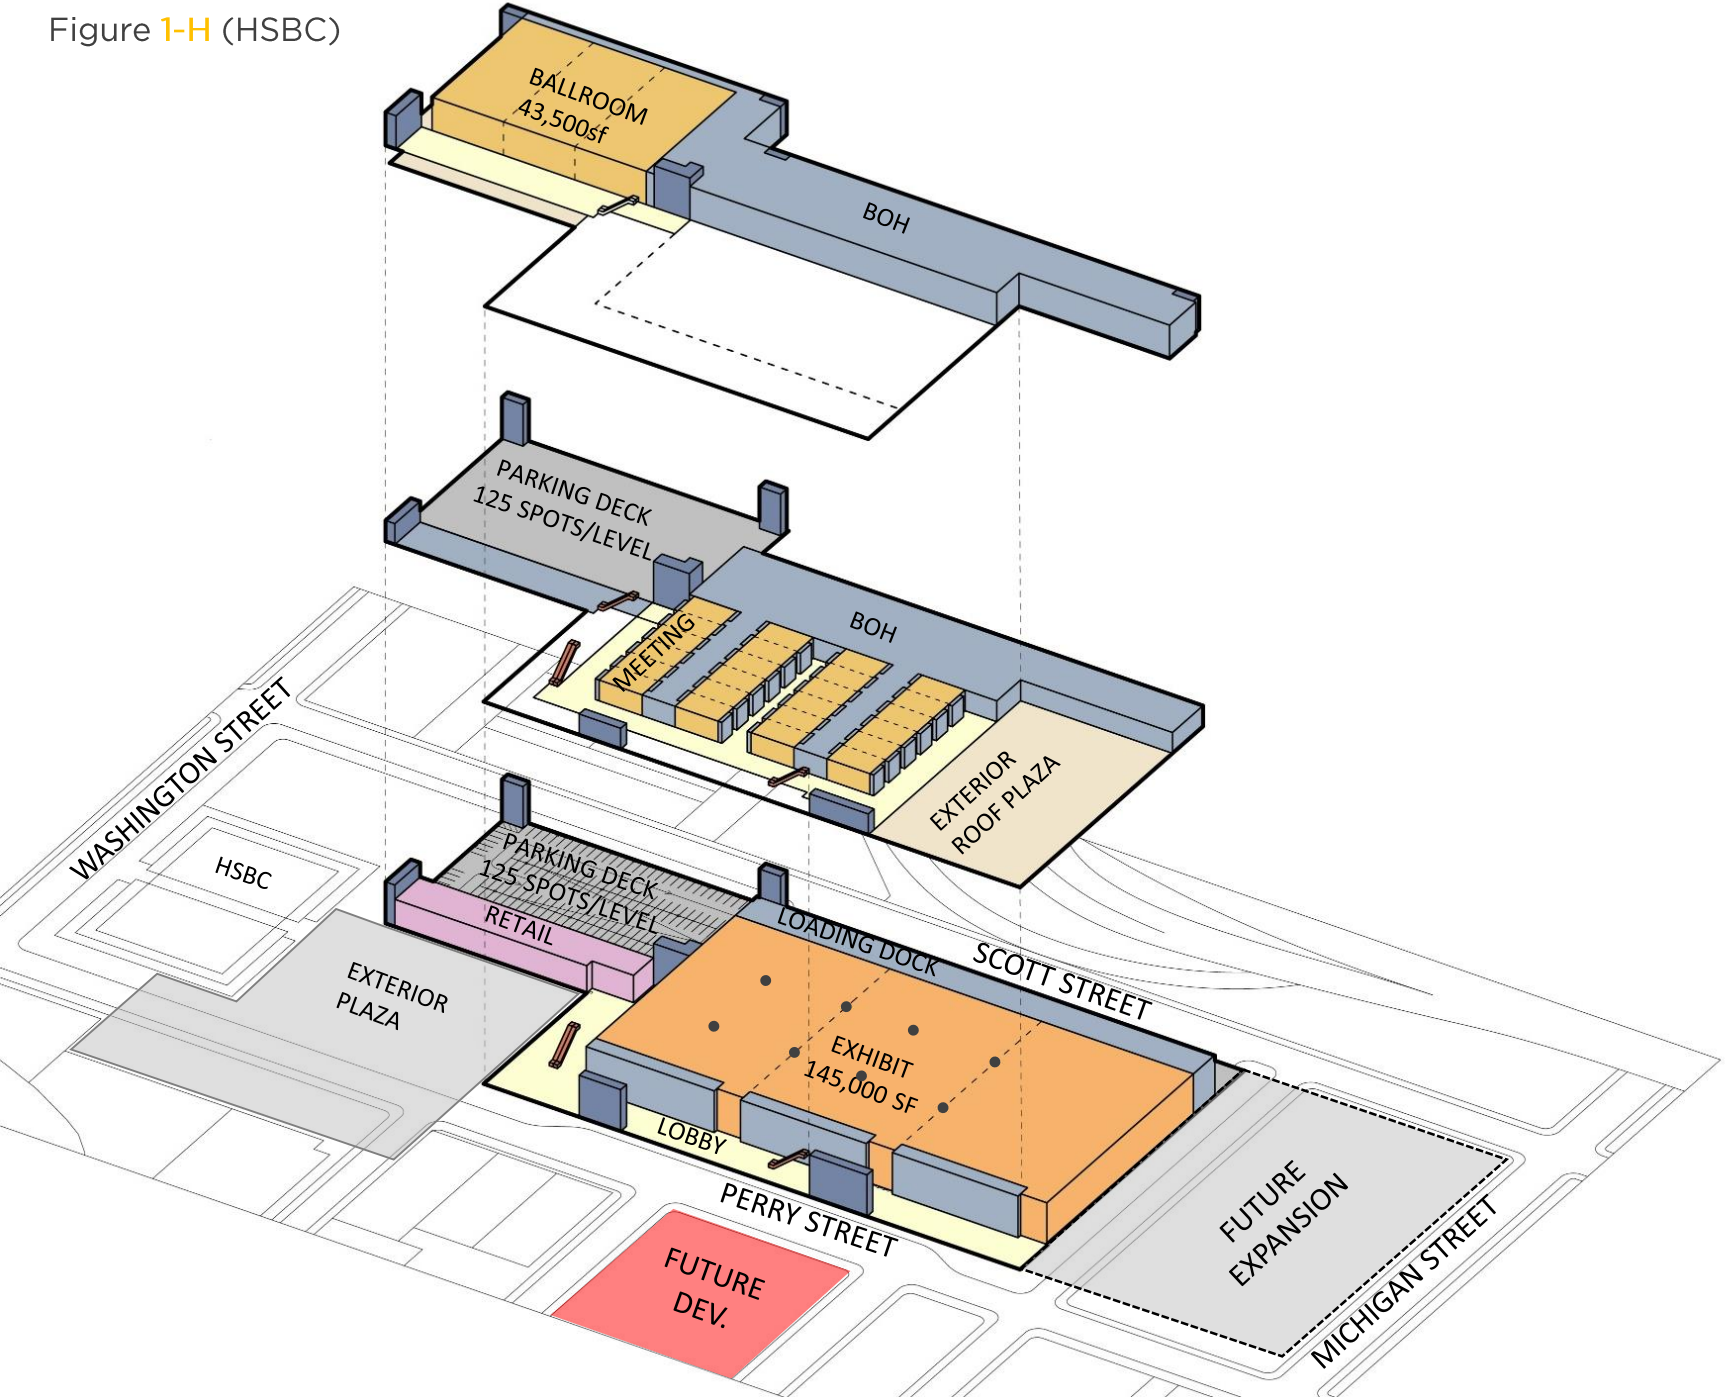 Figure 1-H (HSBC)
BALLROOM
43,500sf
BOH
PARKING DECK
125 SPOTS/LEVEL
MEETING
BOH
EXTERIOR
ROOF PLAZA
WASHINGTON STREET
HSBC
PARKING DECK
125 SPOTS/LEVEL
RETAIL
LOADING DOCK
SCOTT STREET
EXTERIOR
PLAZA
EXHIBIT
145,000 SF
LOBBY
PERRY STREET
FUTURE
DEV.
FUTURE
EXPANSION
MICHIGAN STREET